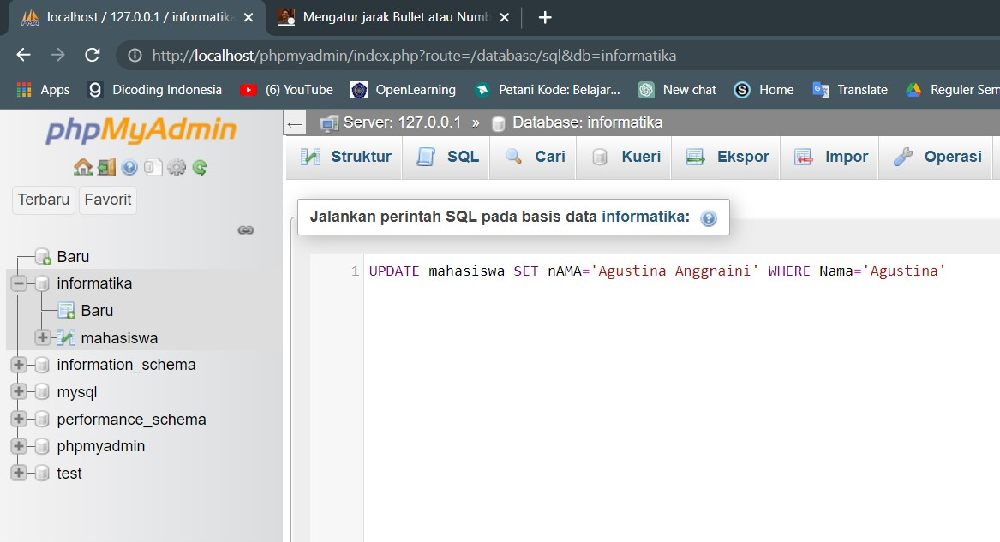 localhost / 127.0.0.1 / informatika
Mengatur jarak Bullet atau Numb
http://localhost/phpmyadmin/index.php?route=/database/sql&db=informatika
Apps Dicoding Indonesia (6) YouTube OpenLearning Petani Kode: Belajar... New chat Home Translate Reguler Sem
phpMyAdmin
Server: 127.0.0.1 » Database: informatika
Struktur SQL Cari Kueri Ekspor Impor Operasi
Terbaru Favorit
Baru
informatika
Baru
mahasiswa
information_schema
mysql
performance_schema
phpmyadmin
test
Jalankan perintah SQL pada basis data informatika:
1 UPDATE mahasiswa SET nAMA='Agustina Anggraini' WHERE Nama='Agustina'